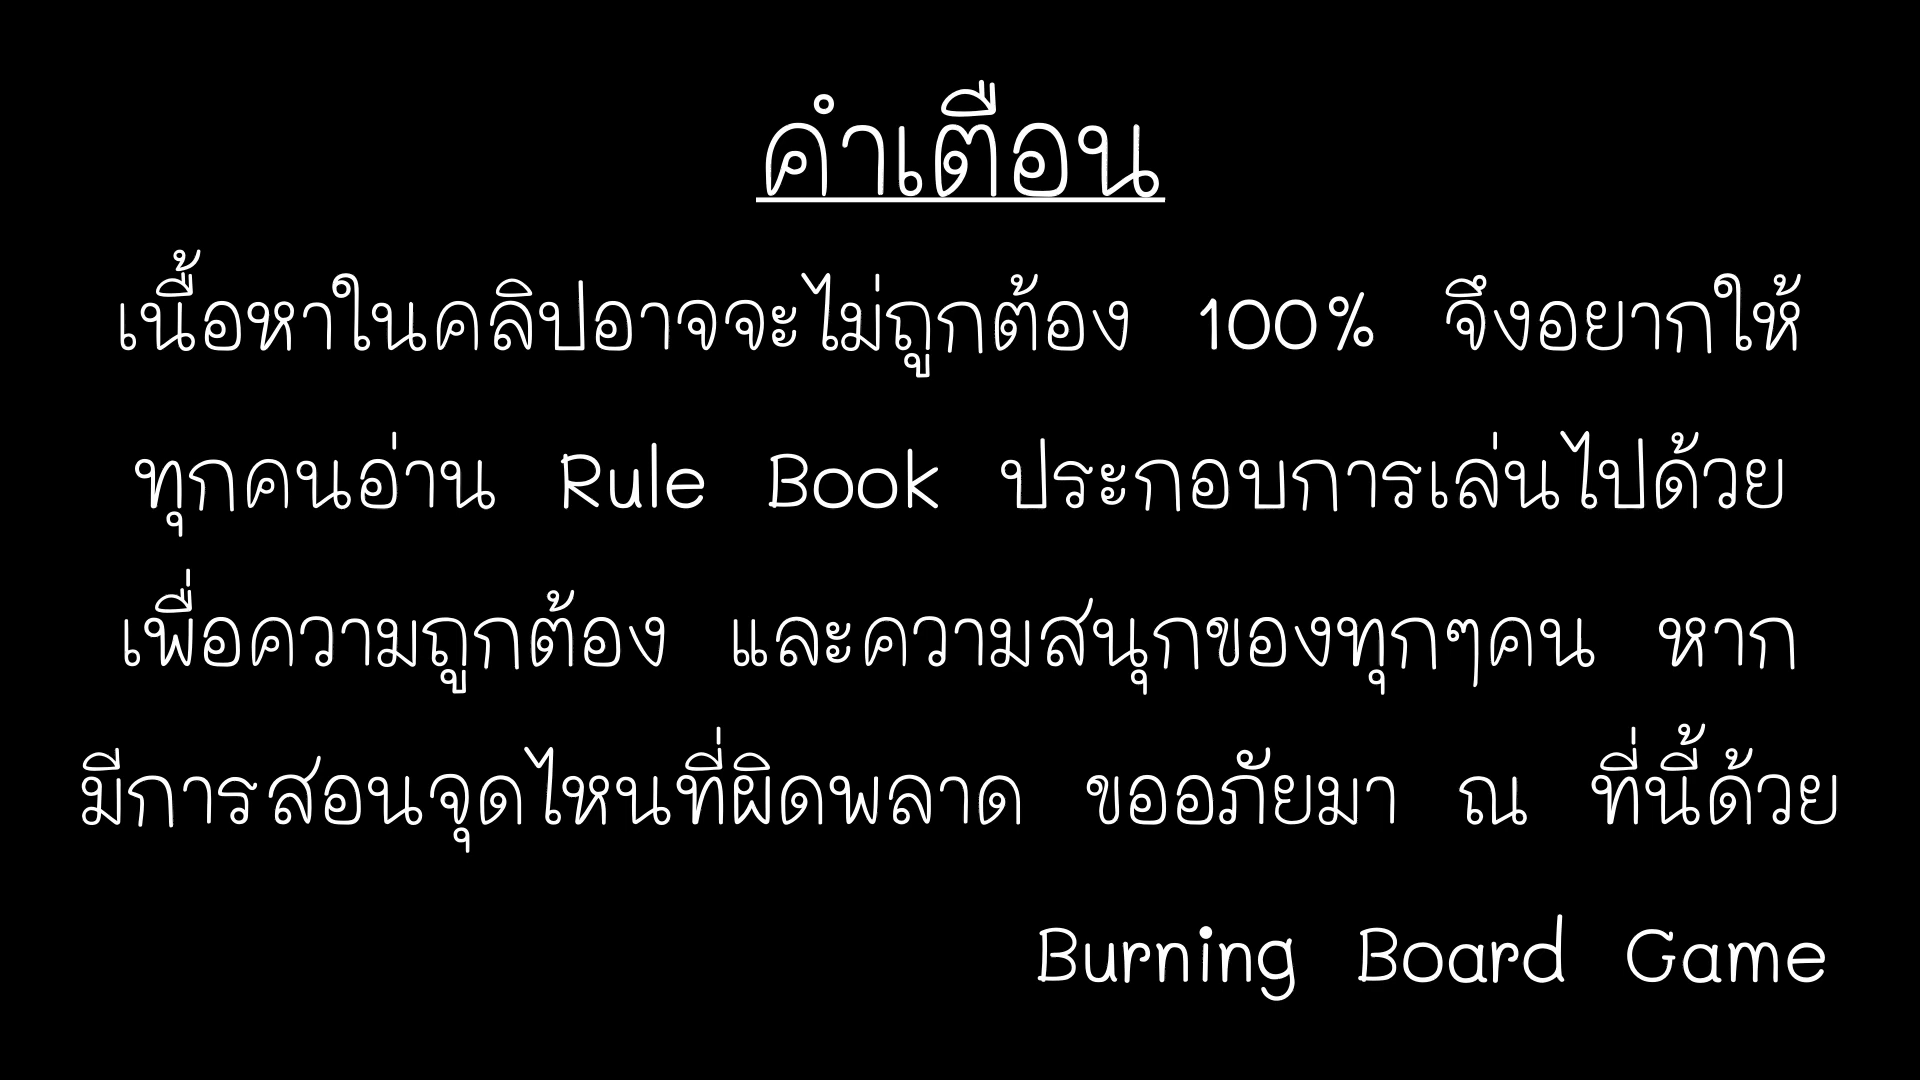 คำเตือน
เนื้อหาในคลิปอาจจะไม่ถูกต้อง 100% จึงอยากให้
ทุกคนอ่าน Rule Book ประกอบการเล่นไปด้วย
เพื่อความถูกต้อง และความสนุกของทุกๆคน หาก
มีการสอนจุดไหนที่ผิดพลาด ขออภัยมา ณ ที่นี้ด้วย
Burning Board Game